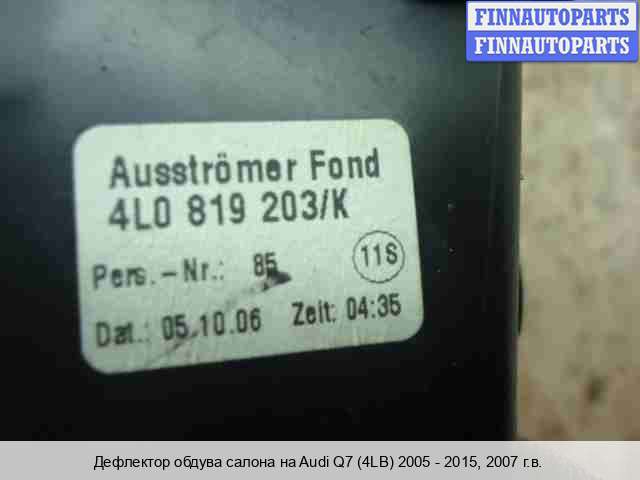 FINNAUTOPARTS
FINNAUTOPARTS
Ausströmer Fond
4L0 819 203/K
Pers.-Nr.: 85 11S
Dat.: 05.10.06 Zeit: 04:35
Дефлектор обдува салона на Audi Q7 (4LB) 2005 - 2015, 2007 г.в.